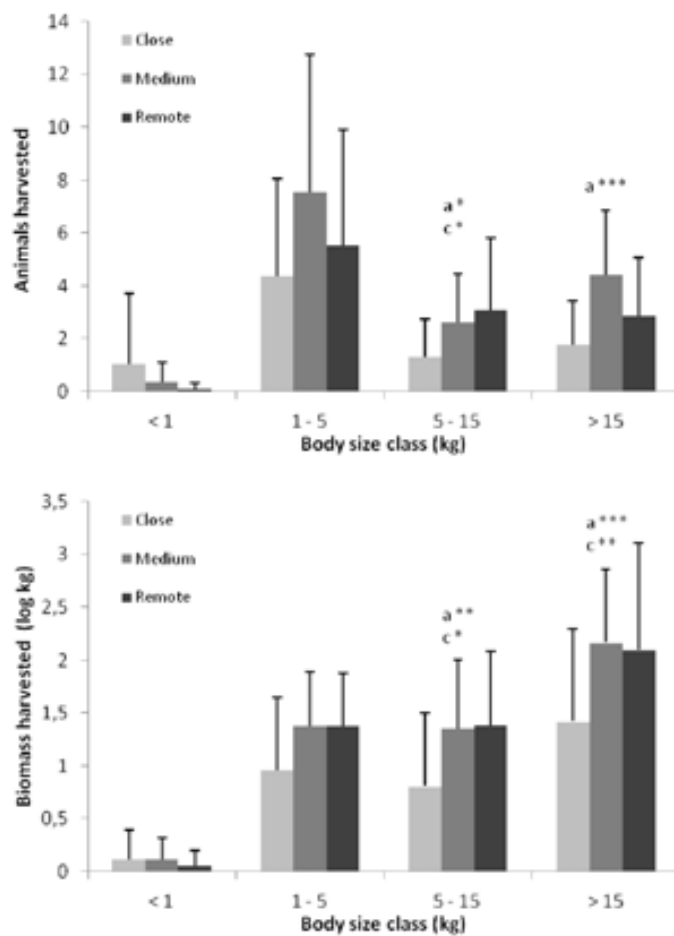 14
12
10
8
6
4
2
0
Animals harvested
Close
Medium
Remote
a *
c *
a ***
< 1
1 - 5
5 - 15
> 15
Body size class (kg)
3,5
3
2,5
2
1,5
1
0,5
0
Biomass harvested (log kg)
Close
Medium
Remote
a **
c *
a ***
c **
< 1
1 - 5
5 - 15
> 15
Body size class (kg)